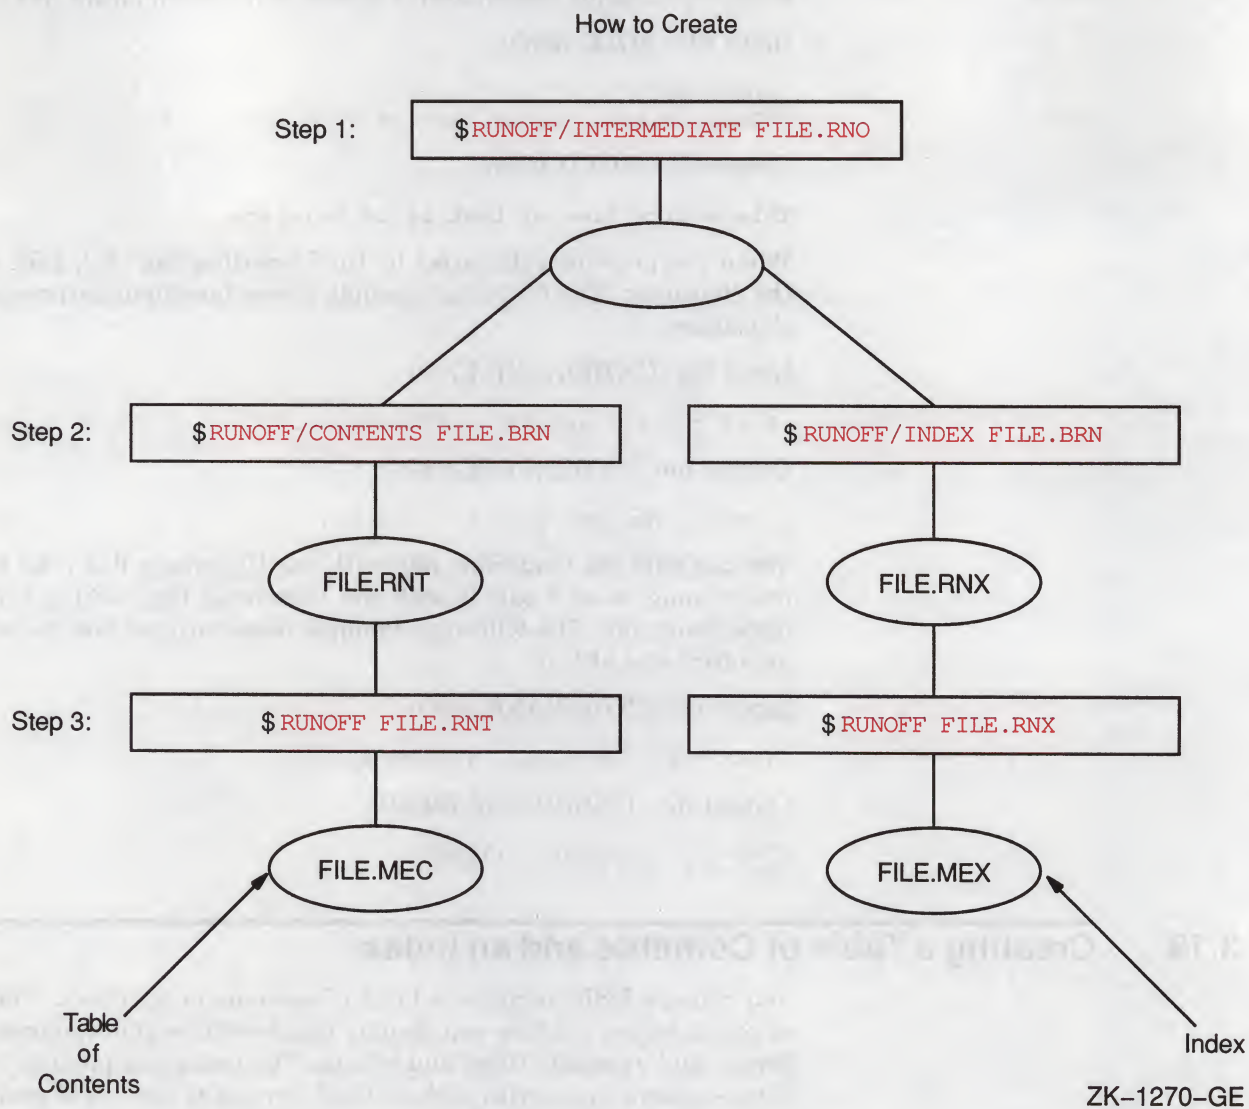 How to Create
Step 1:
$RUNOFF/INTERMEDIATE FILE.RNO
Step 2:
$RUNOFF/CONTENTS FILE.BRN
$RUNOFF/INDEX FILE.BRN
FILE.RNT
FILE.RNX
Step 3:
$RUNOFF FILE.RNT
$RUNOFF FILE.RNX
FILE.MEC
FILE.MEX
Table
of
Contents
Index
ZK-1270-GE